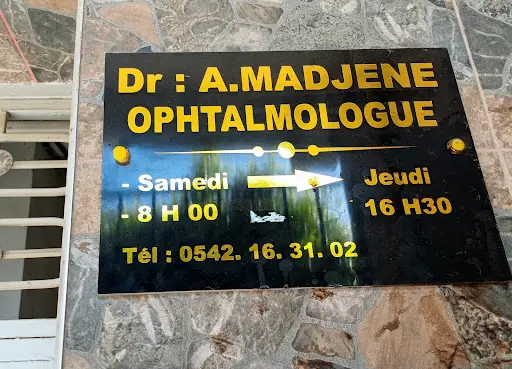 Dr : A.MADJENE
OPHTALMOLOGUE
- Samedi Jeudi
- 8 H 00 16 H30
Tél : 0542. 16. 31. 02